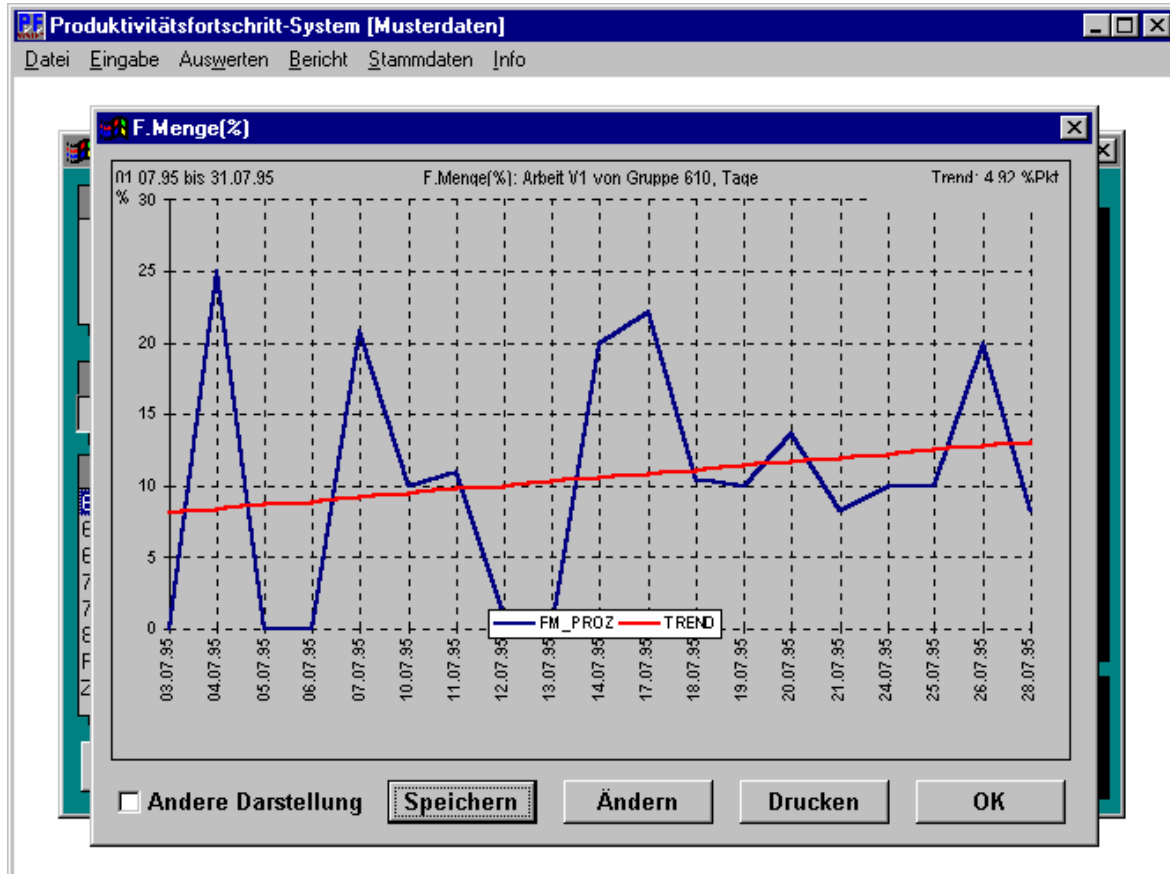 Produktivitätsfortschritt-System [Musterdaten]
Datei Eingabe Auswerten Bericht Stammdaten Info
F.Menge(%)
01.07.95 bis 31.07.95 F.Menge(%): Arbeit V1 von Gruppe 610, Tage Trend: 4.92 %Pkt
% 30
25
20
15
10
5
0
FM_PROZ TREND
03.07.95 04.07.95 05.07.95 06.07.95 07.07.95 10.07.95 11.07.95 12.07.95 13.07.95 14.07.95 17.07.95 18.07.95 19.07.95 20.07.95 21.07.95 24.07.95 25.07.95 26.07.95 28.07.95
Andere Darstellung Speichern Ändern Drucken OK